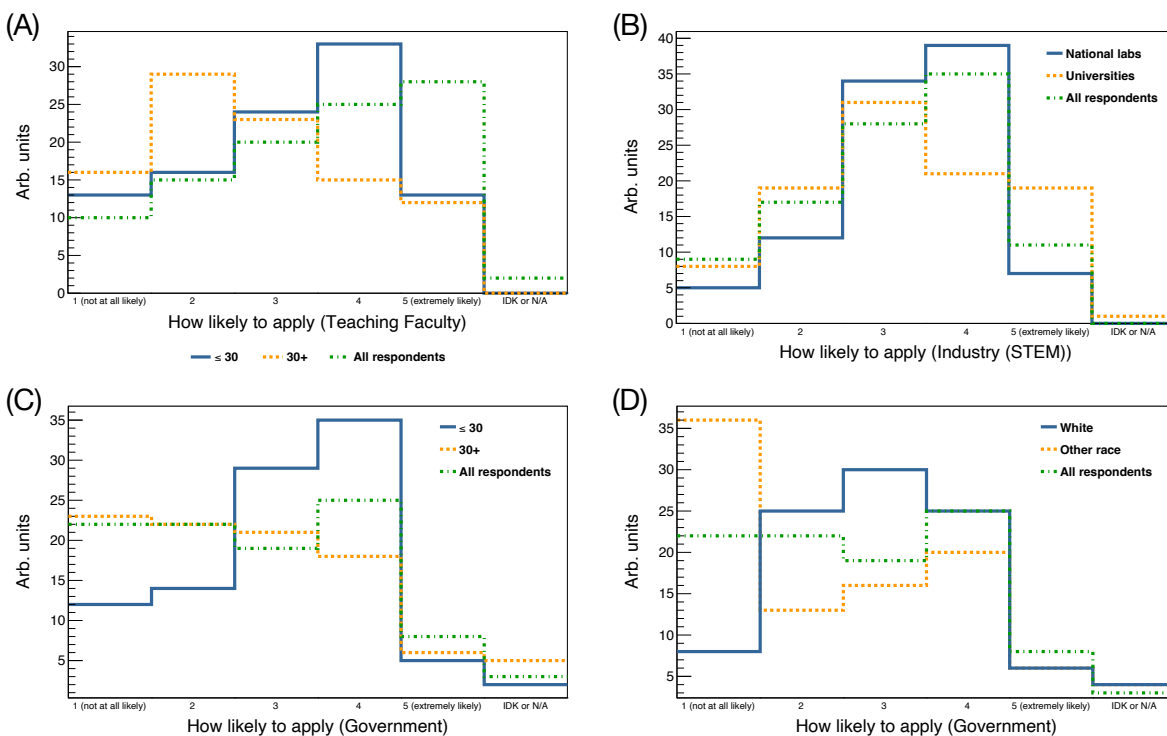 (A)
Arb. units
30
25
20
15
10
5
0
1 (not at all likely) 2 3 4 5 (extremely likely) IDK or N/A
How likely to apply (Teaching Faculty)
≤ 30 30+ All respondents
(B)
Arb. units
40
35
30
25
20
15
10
5
0
National labs
Universities
All respondents
1 (not at all likely) 2 3 4 5 (extremely likely) IDK or N/A
How likely to apply (Industry (STEM))
(C)
Arb. units
35
30
25
20
15
10
5
≤ 30
30+
All respondents
1 (not at all likely) 2 3 4 5 (extremely likely) IDK or N/A
How likely to apply (Government)
(D)
Arb. units
35
30
25
20
15
10
5
White
Other race
All respondents
1 (not at all likely) 2 3 4 5 (extremely likely) IDK or N/A
How likely to apply (Government)